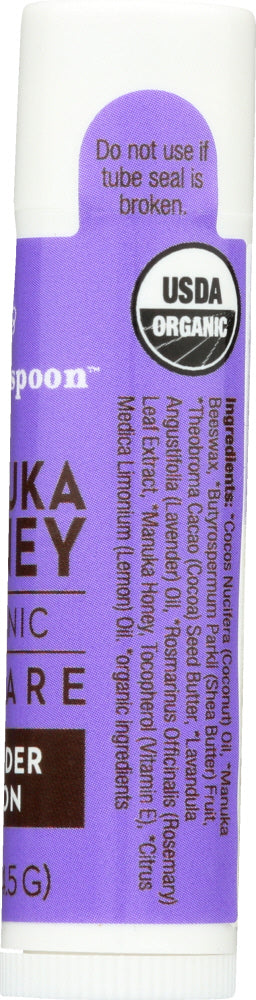 Do not use if
tube seal is
broken.
USDA
ORGANIC
spoon™
UKA
EY
NIC
ARE
DER
ON
.5 G)
Ingredients: *Cocos Nucifera (Coconut) Oil, *Manuka
Beeswax, *Butyrospermum Parkii (Shea Butter) Fruit,
*Theobroma Cacao (Cocoa) Seed Butter, *Lavandula
Angustifolia (Lavender) Oil, *Rosmarinus Officinalis (Rosemary)
Leaf Extract, *Manuka Honey, Tocopherol (Vitamin E), *Citrus
Medica Limonium (Lemon) Oil, *organic ingredients